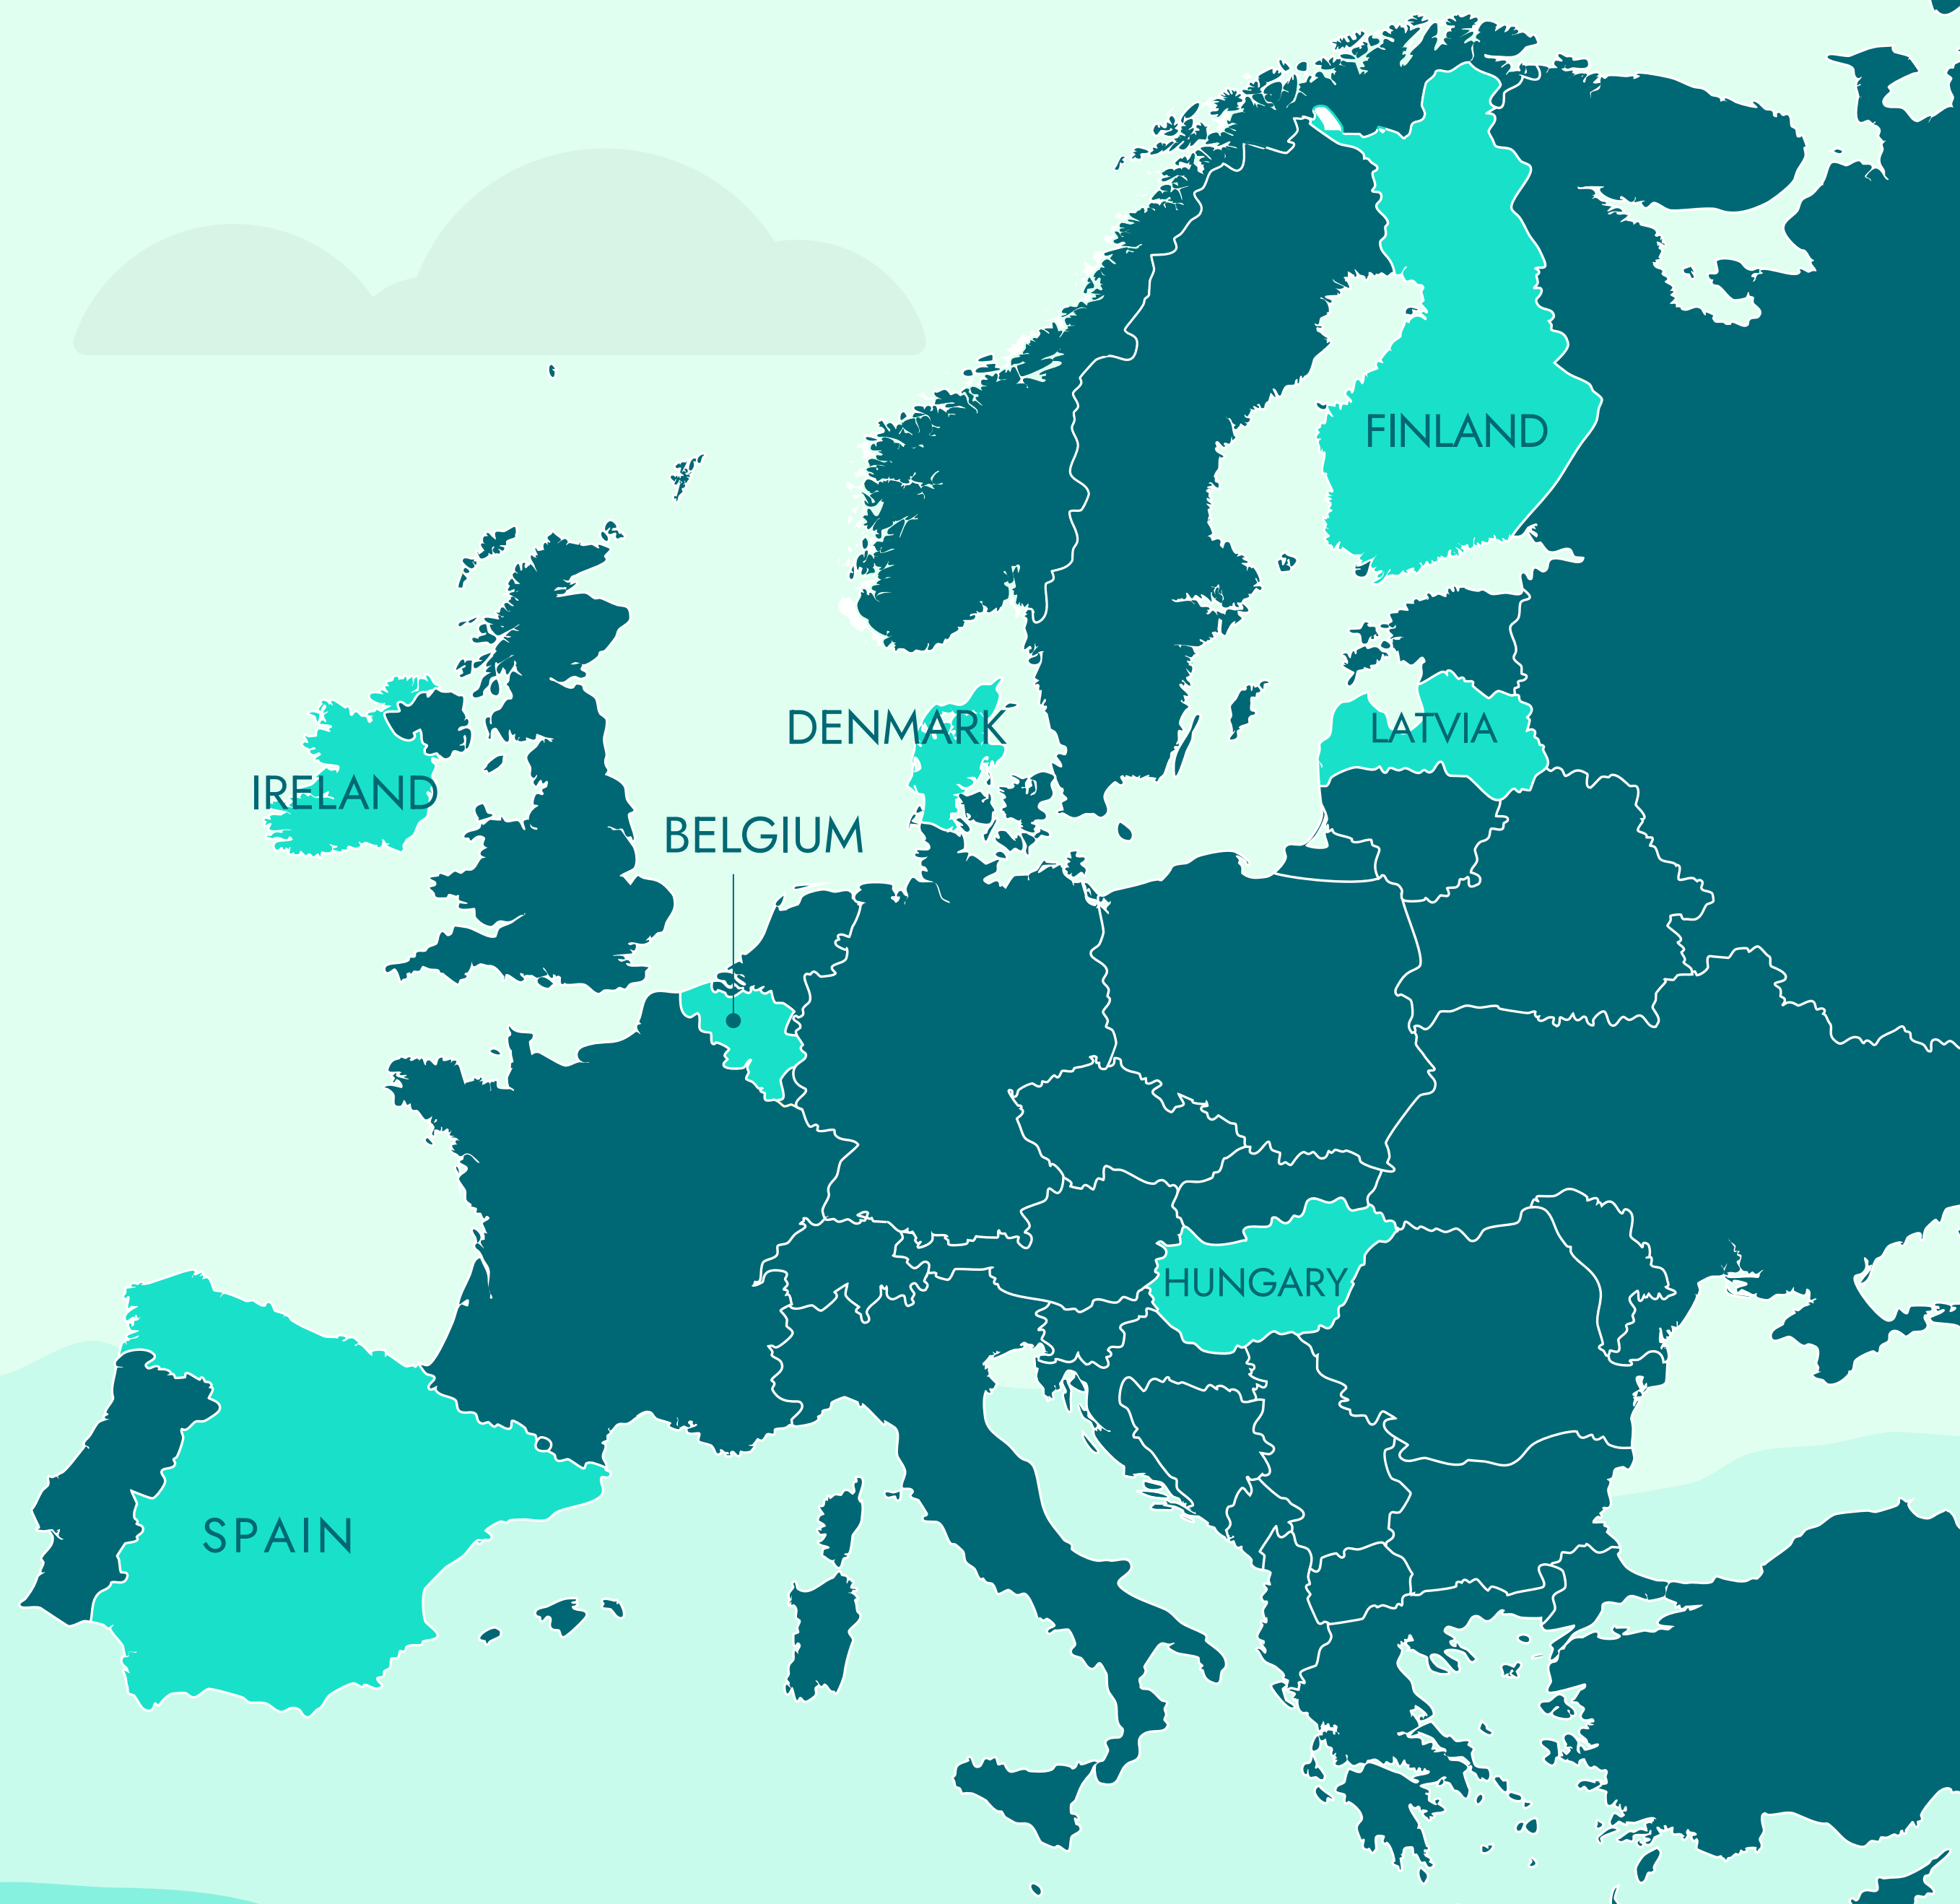 FINLAND
DENMARK
LATVIA
IRELAND
BELGIUM
HUNGARY
SPAIN